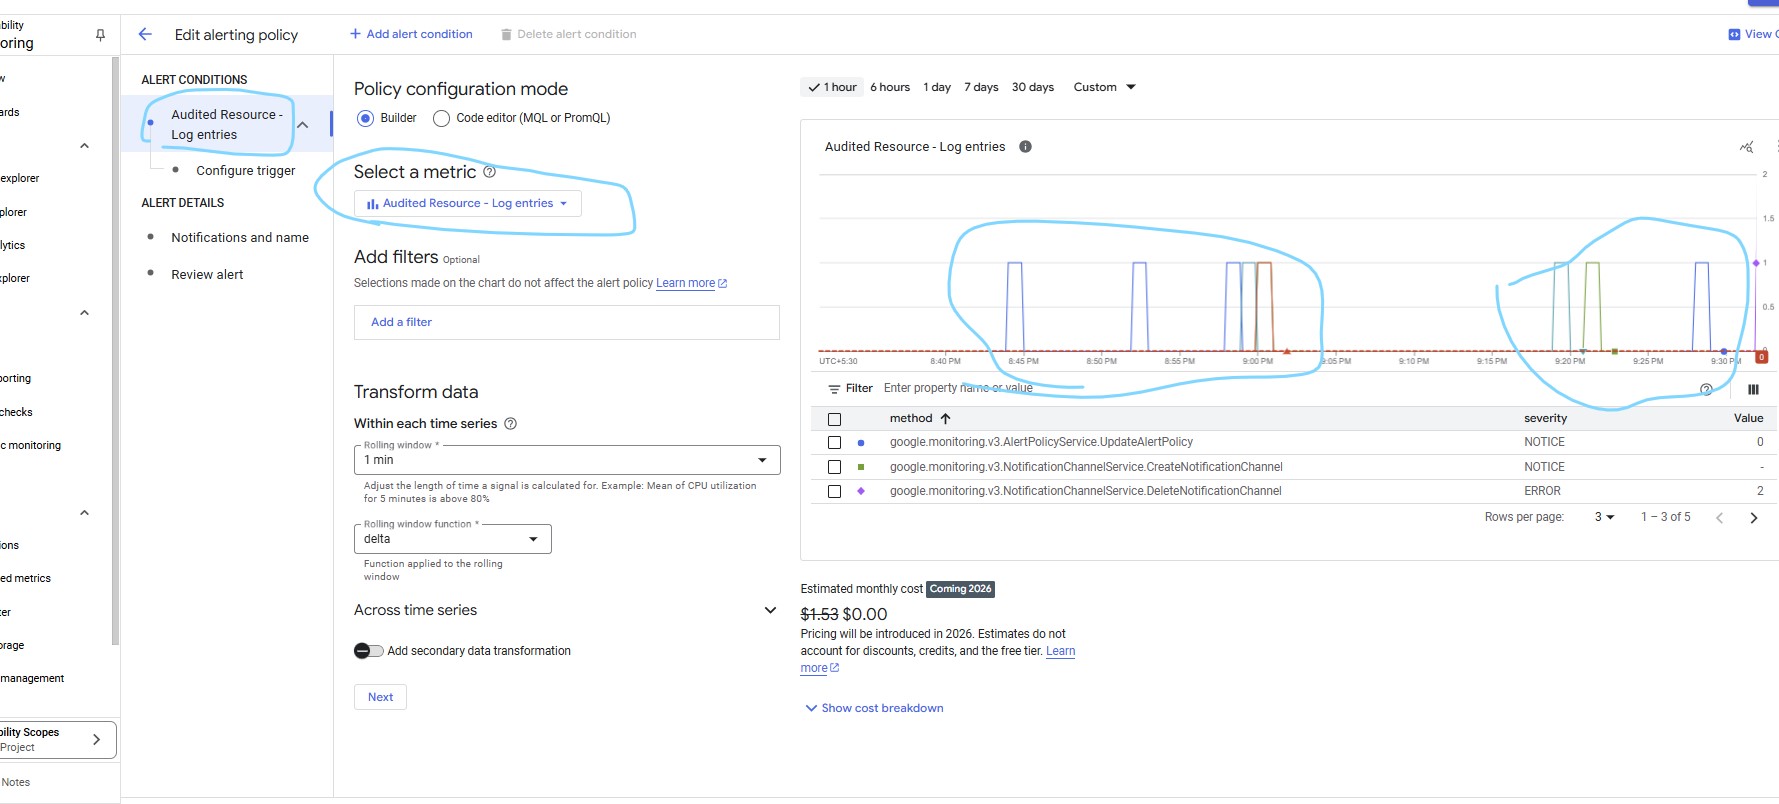 bility
oring
Edit alerting policy
Add alert condition
Delete alert condition
View
ards
explorer
plorer
lytics
xplorer
porting
checks
c monitoring
ions
ed metrics
ter
orage
management
bility Scopes
Project
Notes
ALERT CONDITIONS
Audited Resource -
Log entries
Configure trigger
ALERT DETAILS
Notifications and name
Review alert
Policy configuration mode
Builder
Code editor (MQL or PromQL)
Select a metric
Audited Resource - Log entries
Add filters Optional
Selections made on the chart do not affect the alert policy Learn more
Add a filter
Transform data
Within each time series
Rolling window *
1 min
Adjust the length of time a signal is calculated for. Example: Mean of CPU utilization
for 5 minutes is above 80%
Rolling window function *
delta
Function applied to the rolling
window
Across time series
Add secondary data transformation
Next
1 hour 6 hours 1 day 7 days 30 days Custom
Audited Resource - Log entries
2
1.5
1
0.5
0
UTC+5:30 8:40 PM 8:45 PM 8:50 PM 8:55 PM 9:00 PM 9:05 PM 9:10 PM 9:15 PM 9:20 PM 9:25 PM 9:30 PM
0
Filter Enter property name or value
method severity Value
google.monitoring.v3.AlertPolicyService.UpdateAlertPolicy NOTICE 0
google.monitoring.v3.NotificationChannelService.CreateNotificationChannel NOTICE -
google.monitoring.v3.NotificationChannelService.DeleteNotificationChannel ERROR 2
Rows per page: 3 1 – 3 of 5
Estimated monthly cost Coming 2026
$1.53 $0.00
Pricing will be introduced in 2026. Estimates do not
account for discounts, credits, and the free tier. Learn
more
Show cost breakdown